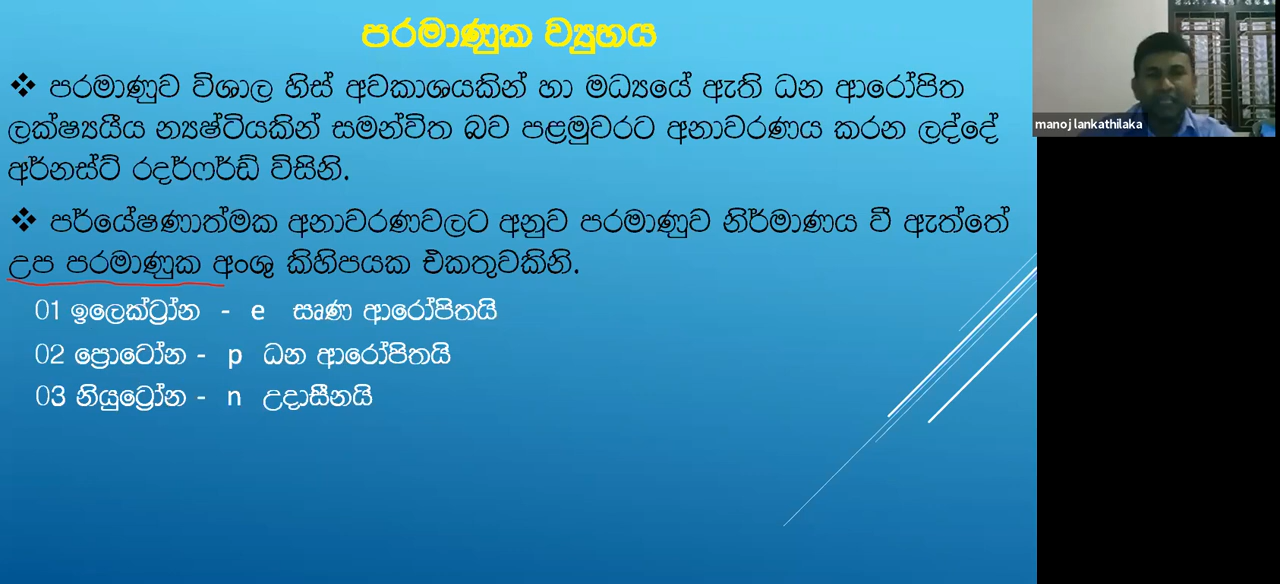 පරමාණුක ව්‍යුහය
❖ පරමාණුව විශාල හිස් අවකාශයකින් හා මධ්‍යයේ ඇති ධන ආරෝපිත
ලක්ෂ්‍යයීය න්‍යෂ්ටියකින් සමන්විත බව පළමුවරට අනාවරණය කරන ලද්දේ
අර්නස්ට් රදර්ෆර්ඩ් විසිනි.
❖ පර්යේෂණාත්මක අනාවරණවලට අනුව පරමාණුව නිර්මාණය වී ඇත්තේ
උප පරමාණුක අංශු කිහිපයක එකතුවකිනි.
01 ඉලෙක්ට්‍රෝන - e සෘණ ආරෝපිතයි
02 ප්‍රොටෝන - p ධන ආරෝපිතයි
03 නියුට්‍රෝන - n උදාසීනයි
manoj lankathilaka